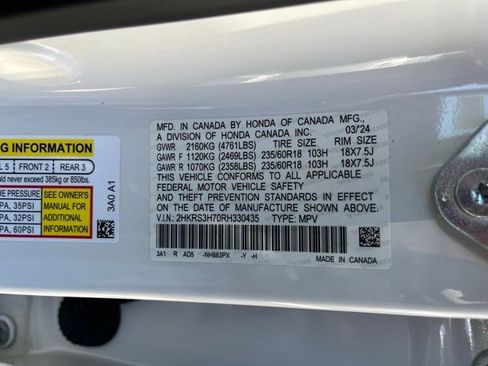 NG INFORMATION
L 5 FRONT 2 REAR 3
ould never exceed 385kg or 850lbs.
PA, 35PSI
PA, 32PSI
PA, 60PSI
SEE OWNER'S
MANUAL FOR
ADDITIONAL
INFORMATION
3A0 A1
MFD. IN CANADA BY HONDA OF CANADA MFG.,
A DIVISION OF HONDA CANADA INC. 03/24
GVWR 2160KG (4761LBS) TIRE SIZE RIM SIZE
GAWR F 1120KG (2469LBS) 235/60R18 103H 18X7.5J
GAWR R 1070KG (2358LBS) 235/60R18 103H 18X7.5J
THIS VEHICLE CONFORMS TO ALL APPLICABLE
FEDERAL MOTOR VEHICLE SAFETY
AND THEFT PREVENTION STANDARDS IN EFFECT
ON THE DATE OF MANUFACTURE SHOWN ABOVE.
V.I.N.: 2HKRS3H70RH330435 TYPE: MPV
3A1 R AD5 -NH883PX -Y -H
MADE IN CANADA